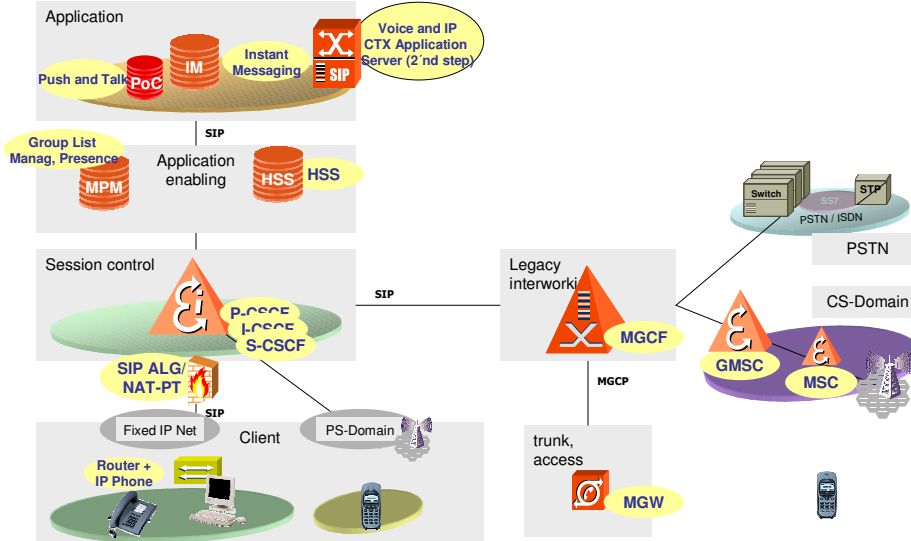 Application
Voice and IP
CTX Application
Server (2´nd step)
Push and Talk
PoC
IM
Instant
Messaging
SIP
SIP
Group List
Manag, Presence
MPM
Application
enabling
HSS
HSS
Switch
SS7
STP
PSTN / ISDN
PSTN
Session control
P-CSCF
I-CSCF
S-CSCF
SIP
Legacy
interworki
MGCF
CS-Domain
GMSC
MSC
SIP ALG/
NAT-PT
SIP
MGCP
Fixed IP Net
Client
PS-Domain
Router +
IP Phone
trunk,
access
MGW